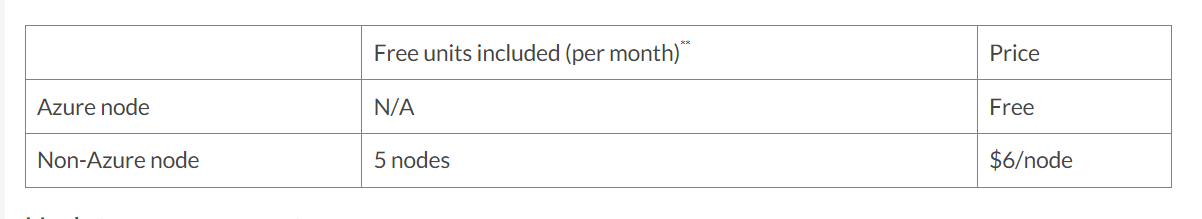 Free units included (per month)** Price
Azure node N/A Free
Non-Azure node 5 nodes $6/node